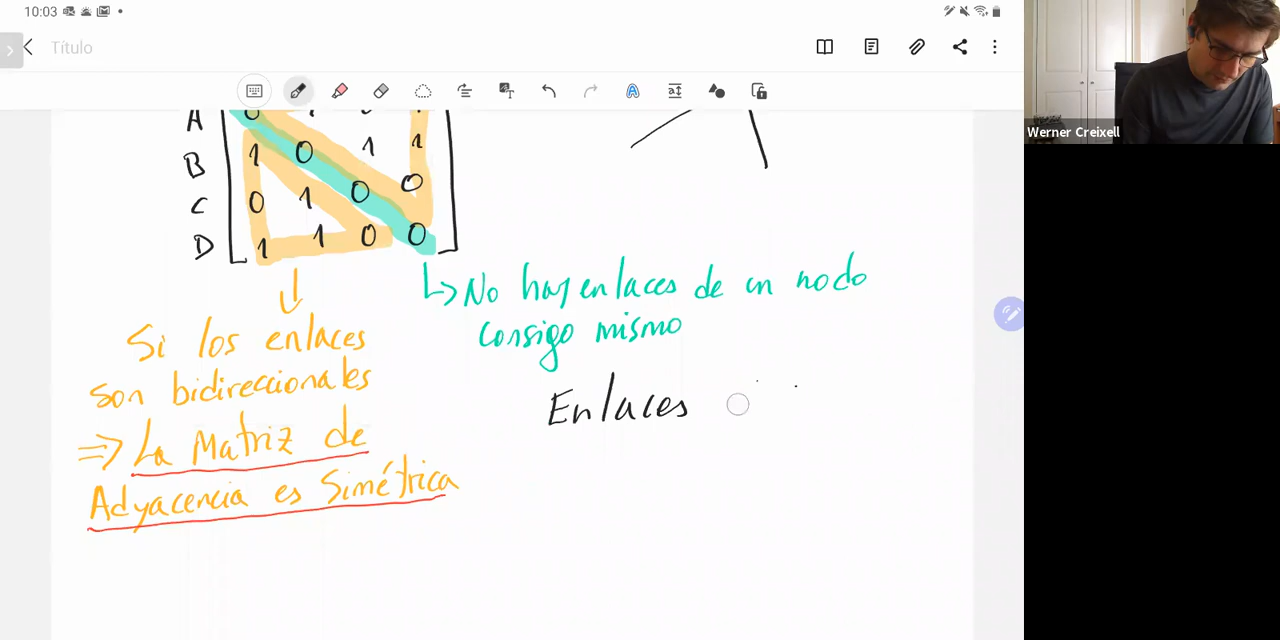 10:03
Título
Werner Creixell
A
B 1 0 1 1
C 0 1 0 0
D 1 1 0 0
↳ No hay enlaces de un nodo
consigo mismo
Si los enlaces
son bidireccionales
⇒ La Matriz de
Adyacencia es Simétrica
Enlaces